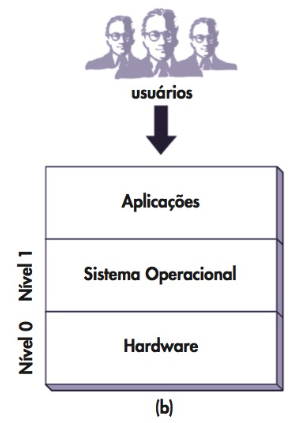 usuários
Aplicações
Nível 1
Sistema Operacional
Nível 0
Hardware
(b)